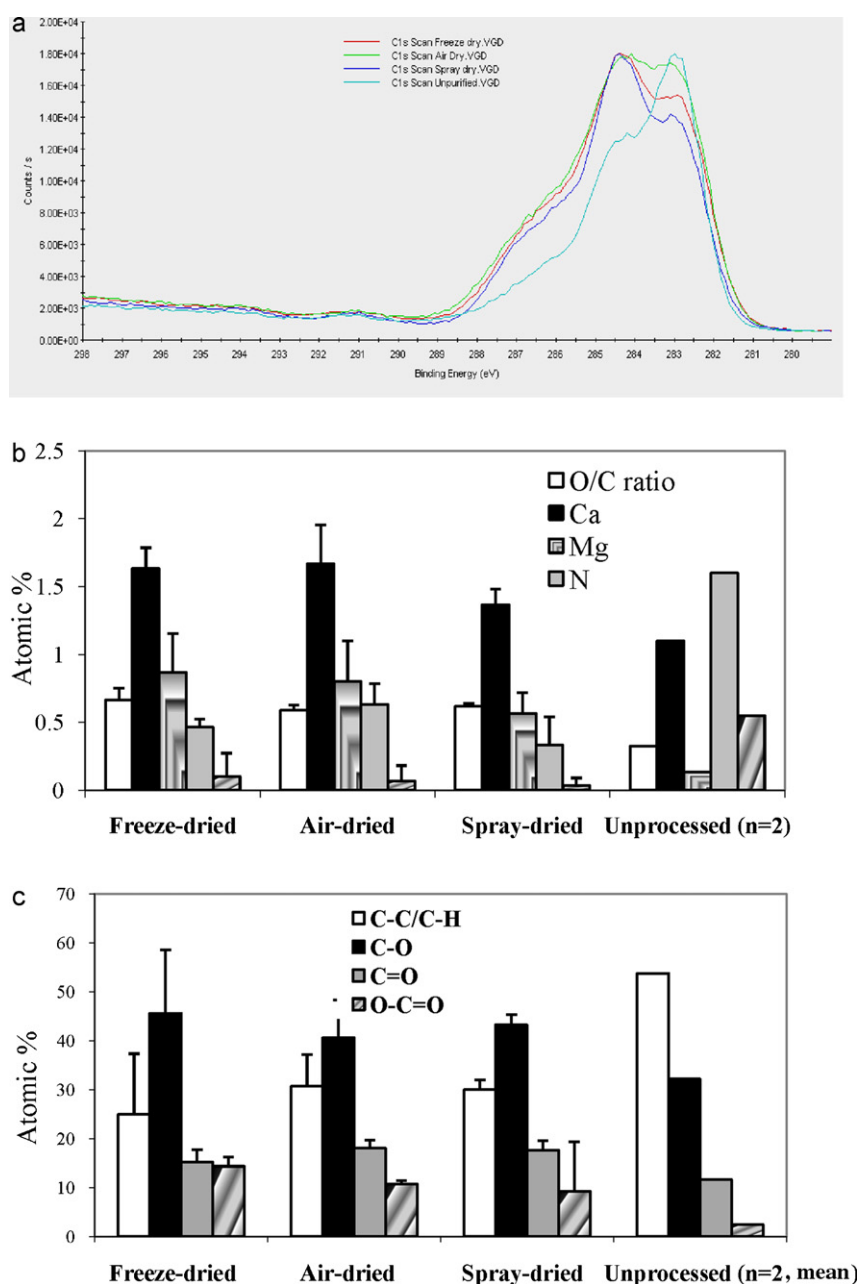 a
2.00E+04
1.80E+04
1.60E+04
1.40E+04
1.20E+04
1.00E+04
8.00E+03
6.00E+03
4.00E+03
2.00E+03
0.00E+00
Counts / s
C1s Scan Freeze dry.VGD
C1s Scan Air Dry.VGD
C1s Scan Spray dry.VGD
C1s Scan Unpurified.VGD
298 297 296 295 294 293 292 291 290 289 288 287 286 285 284 283 282 281 280
Binding Energy (eV)
b
2.5
2
1.5
1
0.5
0
Atomic %
O/C ratio
Ca
Mg
N
Freeze-dried Air-dried Spray-dried Unprocessed (n=2)
c
70
60
50
40
30
20
10
0
Atomic %
C-C/C-H
C-O
C=O
O-C=O
Freeze-dried Air-dried Spray-dried Unprocessed (n=2, mean)